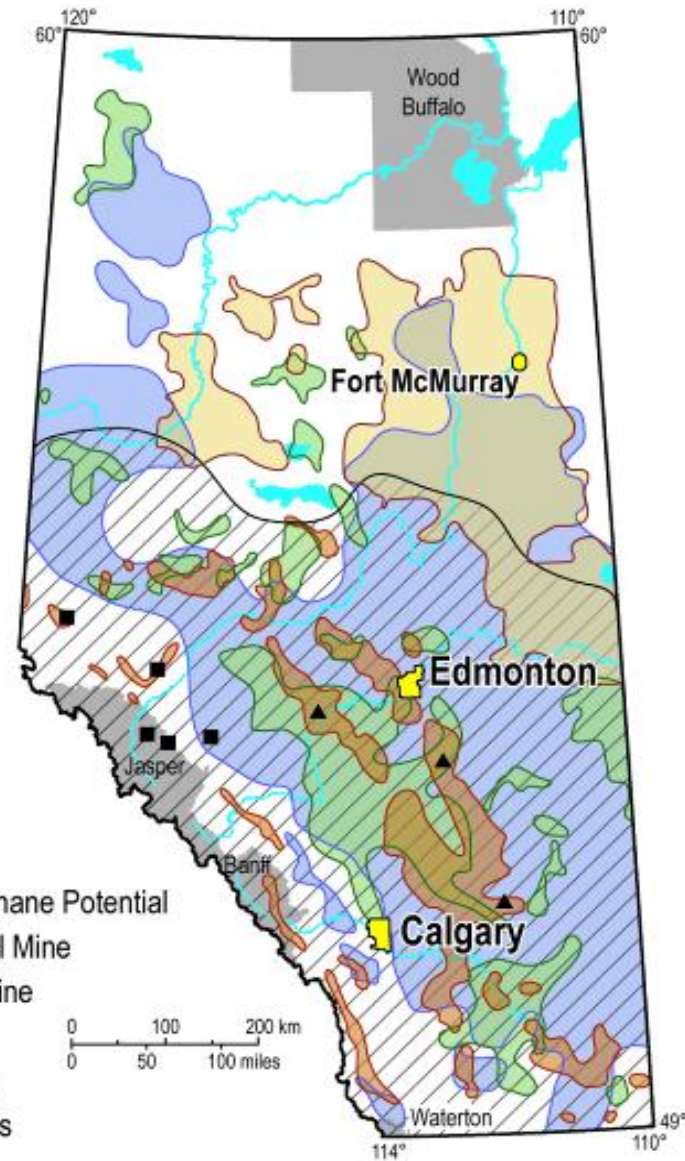 120°
110°
60°
60°
Wood
Buffalo
Fort McMurray
Edmonton
Jasper
Banff
nane Potential
l Mine
Calgary
ine
0 100 200 km
0 50 100 miles
s
Waterton
49°
114°
110°